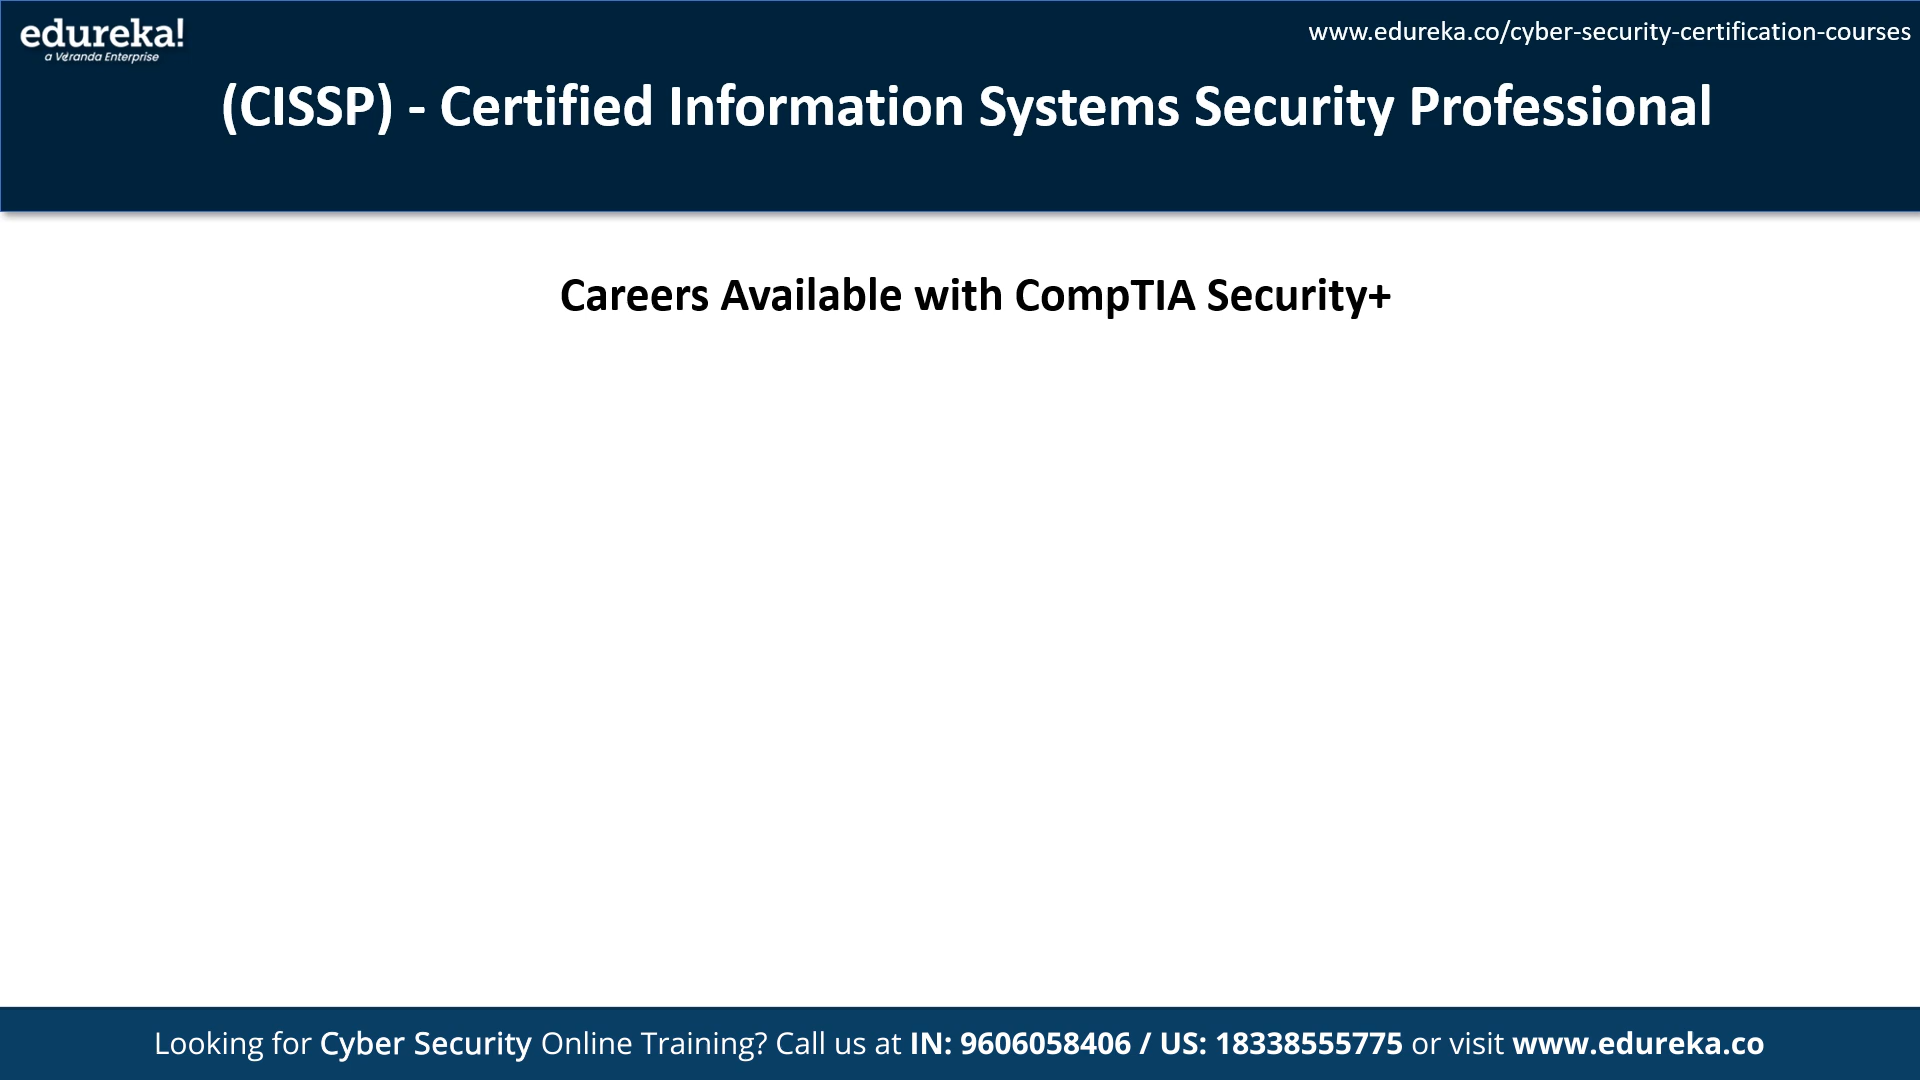 edureka!
a Veranda Enterprise
www.edureka.co/cyber-security-certification-courses
(CISSP) - Certified Information Systems Security Professional
Careers Available with CompTIA Security+
Looking for Cyber Security Online Training? Call us at IN: 9606058406 / US: 18338555775 or visit www.edureka.co